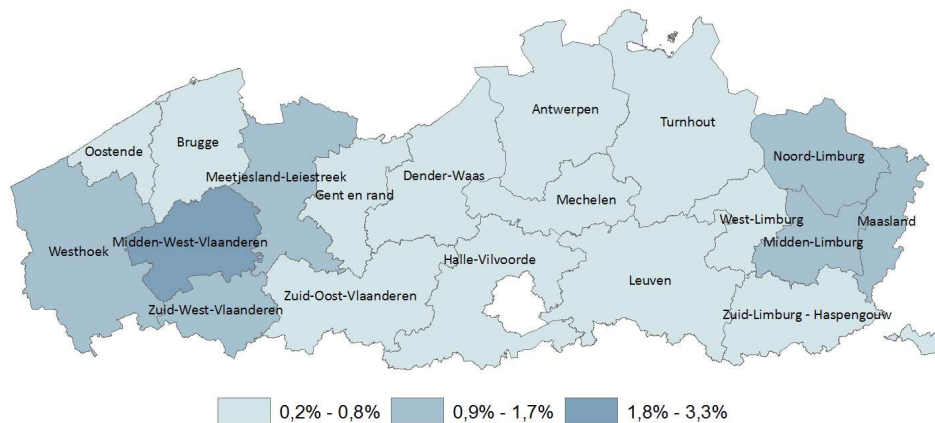 Antwerpen
Turnhout
Oostende
Brugge
Noord-Limburg
Meetjesland-Leiestreek
Dender-Waas
Gent en rand
Mechelen
West-Limburg
Maasland
Westhoek
Midden-West-Vlaanderen
Midden-Limburg
Halle-Vilvoorde
Leuven
Zuid-Oost-Vlaanderen
Zuid-West-Vlaanderen
Zuid-Limburg - Haspengouw
0,2% - 0,8%
0,9% - 1,7%
1,8% - 3,3%